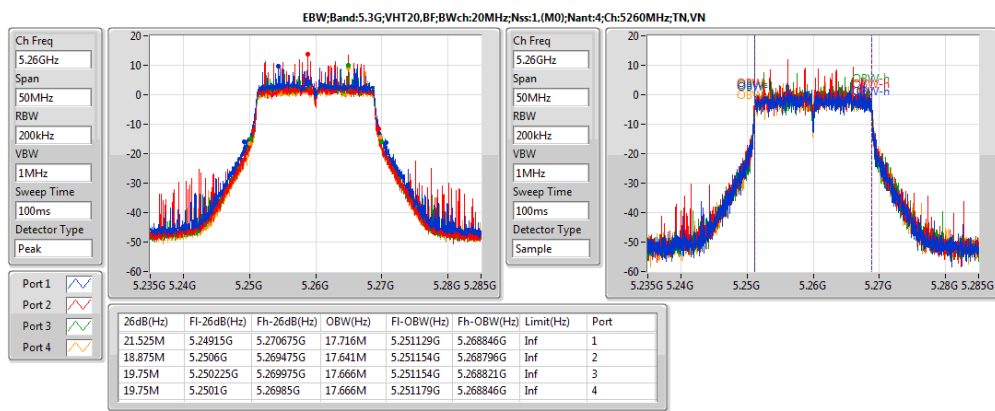 EBW;Band:5.3G;VHT20,BF;BWch:20MHz;Nss:1,(M0);Nant:4;Ch:5260MHz;TN,VN
Ch Freq
5.26GHz
Span
50MHz
RBW
200kHz
VBW
1MHz
Sweep Time
100ms
Detector Type
Peak
20
10
0
-10
-20
-30
-40
-50
-60
5.235G 5.24G 5.25G 5.26G 5.27G 5.28G 5.285G
Ch Freq
5.26GHz
Span
50MHz
RBW
200kHz
VBW
1MHz
Sweep Time
100ms
Detector Type
Sample
20
10
0
-10
-20
-30
-40
-50
-60
OBW-h
OBW-h
5.235G 5.24G 5.25G 5.26G 5.27G 5.28G 5.285G
Port 1
Port 2
Port 3
Port 4
26dB(Hz) Fl-26dB(Hz) Fh-26dB(Hz) OBW(Hz) Fl-OBW(Hz) Fh-OBW(Hz) Limit(Hz) Port
21.525M 5.24915G 5.270675G 17.716M 5.251129G 5.268846G Inf 1
18.875M 5.2506G 5.269475G 17.641M 5.251154G 5.268796G Inf 2
19.75M 5.250225G 5.269975G 17.666M 5.251154G 5.268821G Inf 3
19.75M 5.2501G 5.26985G 17.666M 5.251179G 5.268846G Inf 4